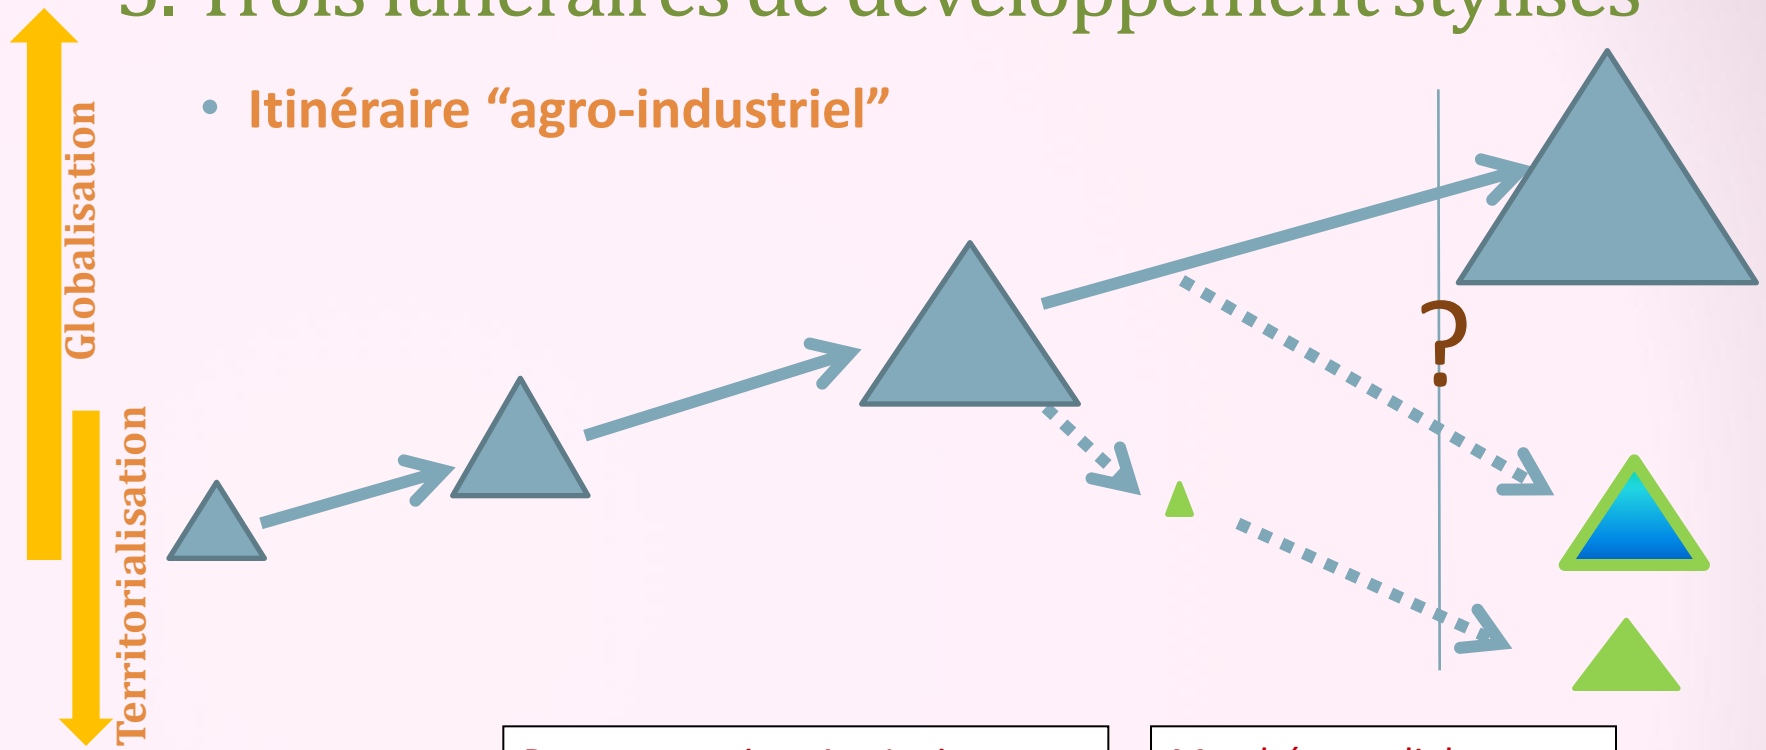 3. Trois itinéraires de développement stylisés
• Itinéraire “agro-industriel”
Globalisation
Territorialisation
?